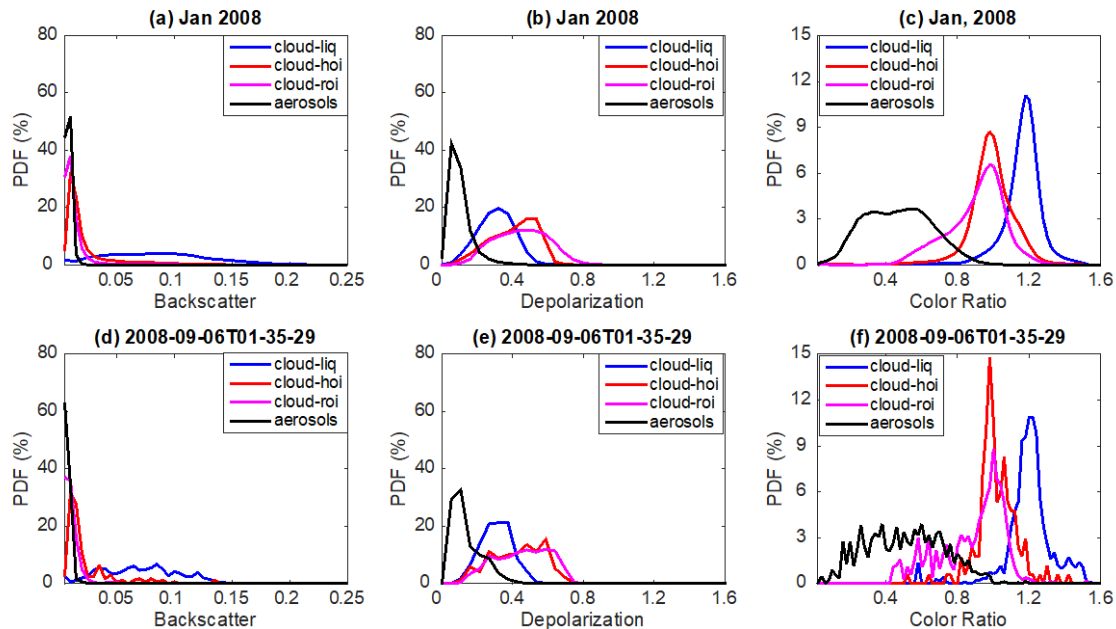 (a) Jan 2008
80
60
40
20
0
PDF (%)
cloud-liq
cloud-hoi
cloud-roi
aerosols
0.05 0.1 0.15 0.2 0.25
Backscatter
(b) Jan 2008
80
60
40
20
0
PDF (%)
cloud-liq
cloud-hoi
cloud-roi
aerosols
0 0.4 0.8 1.2 1.6
Depolarization
(c) Jan, 2008
15
12
9
6
3
0
PDF (%)
cloud-liq
cloud-hoi
cloud-roi
aerosols
0.4 0.8 1.2 1.6
Color Ratio
(d) 2008-09-06T01-35-29
80
60
40
20
0
PDF (%)
cloud-liq
cloud-hoi
cloud-roi
aerosols
0.05 0.1 0.15 0.2 0.25
Backscatter
(e) 2008-09-06T01-35-29
80
60
40
20
0
PDF (%)
cloud-liq
cloud-hoi
cloud-roi
aerosols
0 0.4 0.8 1.2 1.6
Depolarization
(f) 2008-09-06T01-35-29
15
12
9
6
3
0
PDF (%)
cloud-liq
cloud-hoi
cloud-roi
aerosols
0.4 0.8 1.2 1.6
Color Ratio